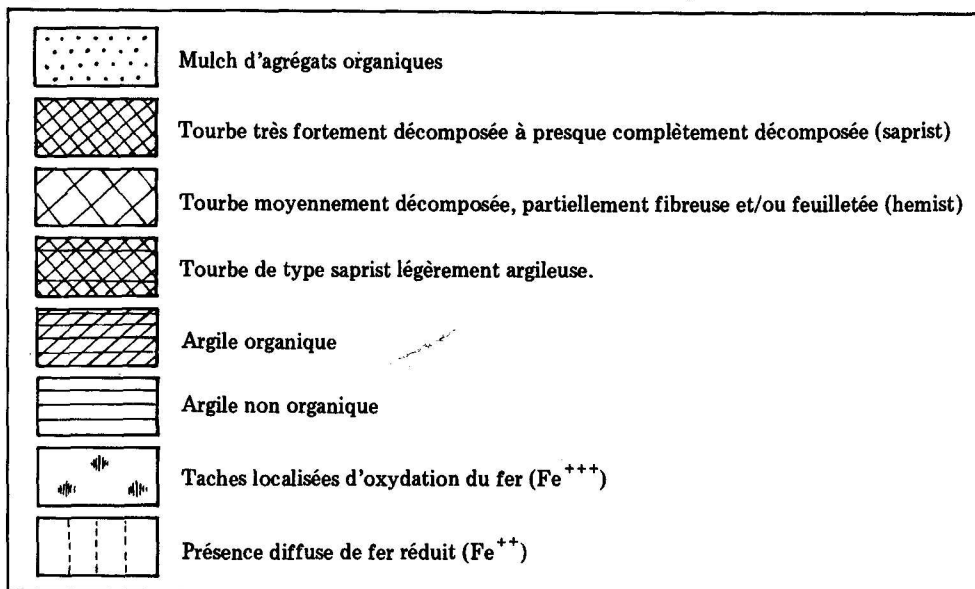 Mulch d'agrégats organiques
Tourbe très fortement décomposée à presque complètement décomposée (saprist)
Tourbe moyennement décomposée, partiellement fibreuse et/ou feuilletée (hemist)
Tourbe de type saprist légèrement argileuse.
Argile organique
Argile non organique
Taches localisées d'oxydation du fer (Fe+++)
Présence diffuse de fer réduit (Fe++)